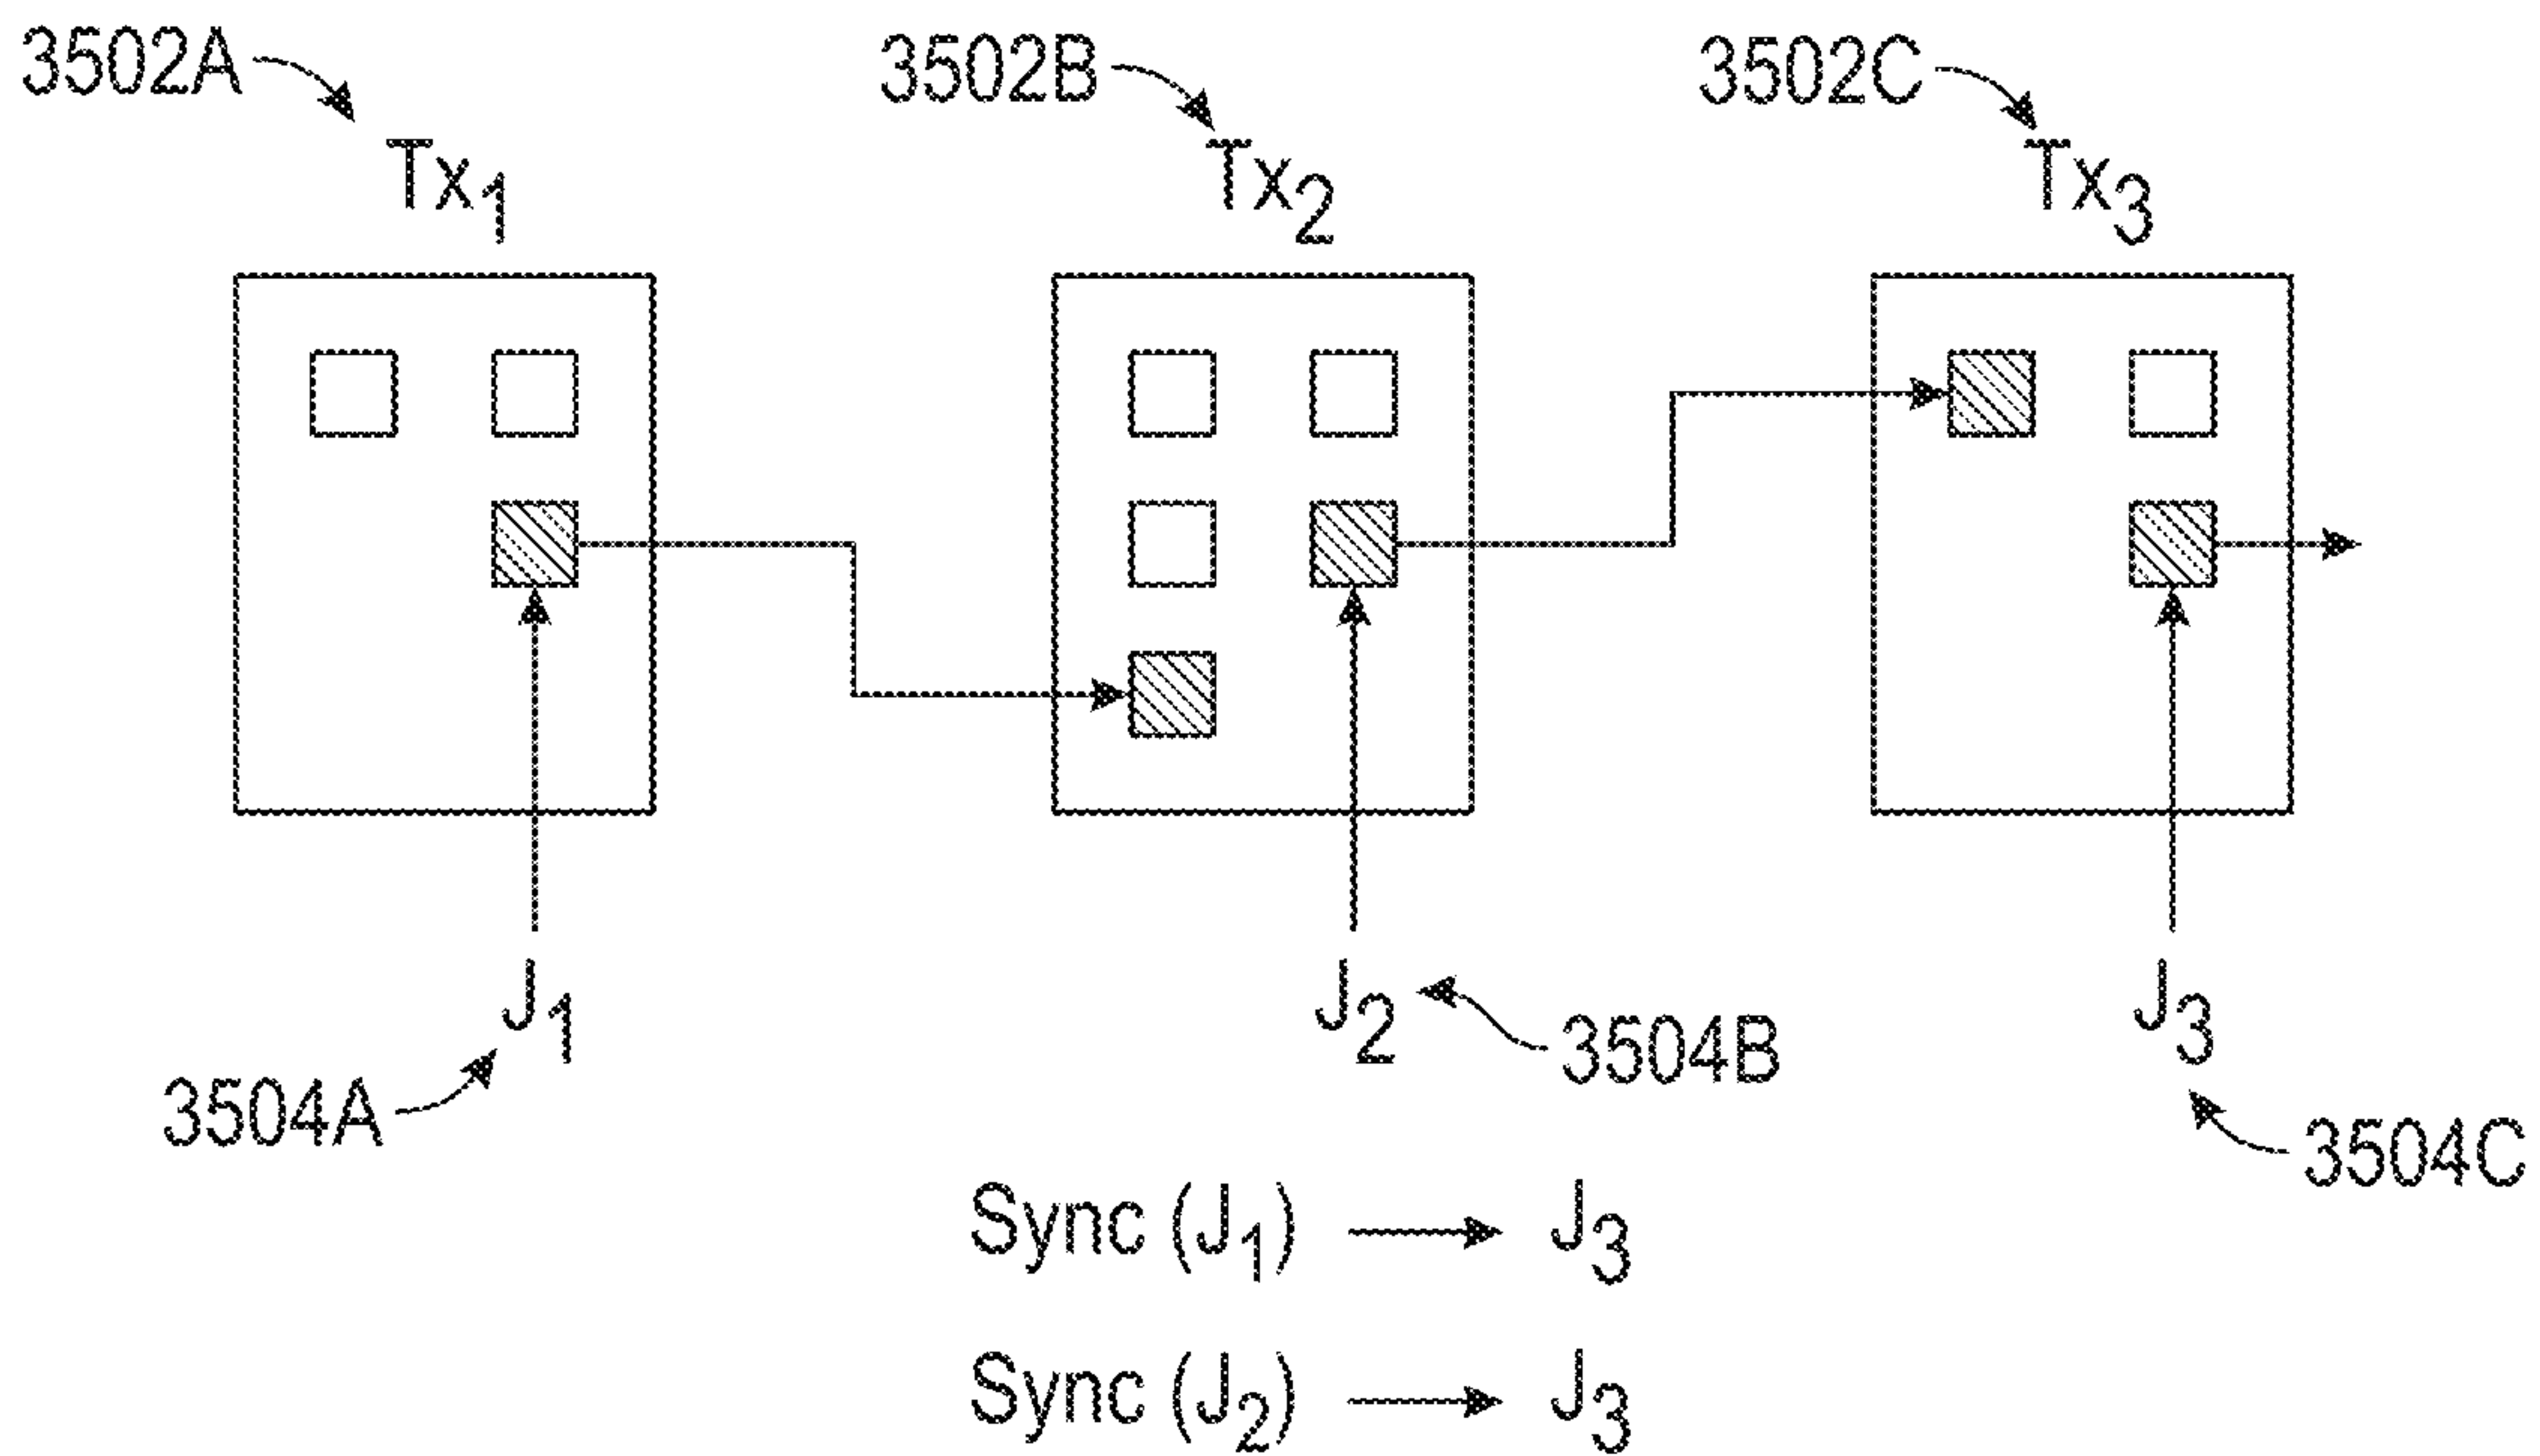 3502A
3502B
3502C
Tx₁
Tx₂
Tx₃
J₁
J₂
J₃
3504A
3504B
3504C
Sync (J₁) → J₃
Sync (J₂) → J₃